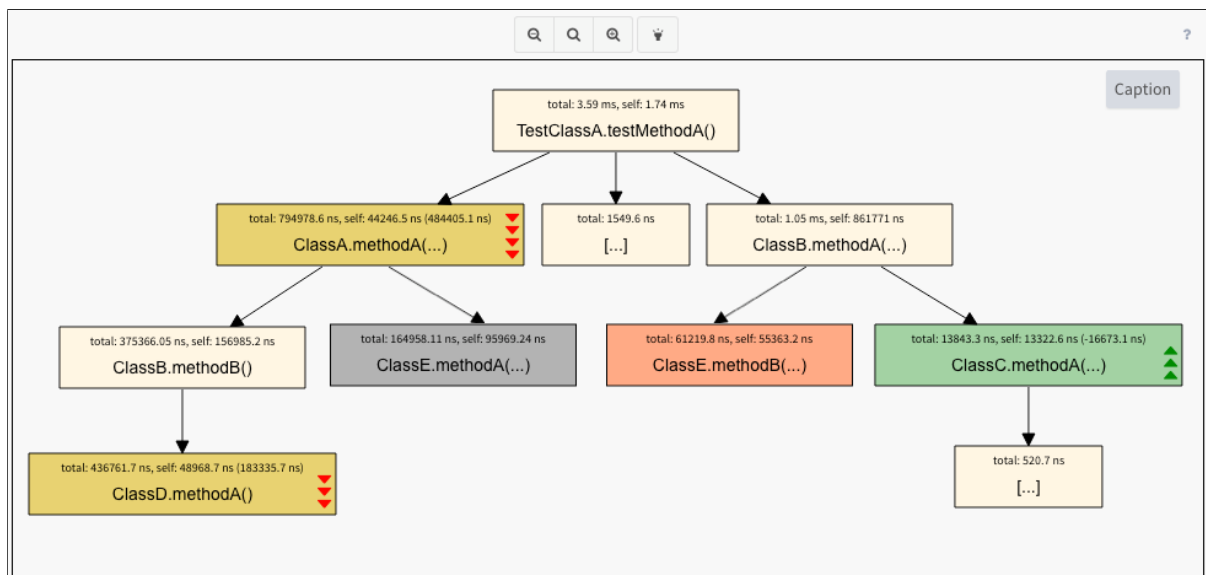 ?
Caption
total: 3.59 ms, self: 1.74 ms
TestClassA.testMethodA()
total: 794978.6 ns, self: 44246.5 ns (484405.1 ns)
ClassA.methodA(...)
total: 1549.6 ns
[...]
total: 1.05 ms, self: 861771 ns
ClassB.methodA(...)
total: 375366.05 ns, self: 156985.2 ns
ClassB.methodB()
total: 164958.11 ns, self: 95969.24 ns
ClassE.methodA(...)
total: 61219.8 ns, self: 55363.2 ns
ClassE.methodB(...)
total: 13843.3 ns, self: 13322.6 ns (-16673.1 ns)
ClassC.methodA(...)
total: 436761.7 ns, self: 48968.7 ns (183335.7 ns)
ClassD.methodA()
total: 520.7 ns
[...]